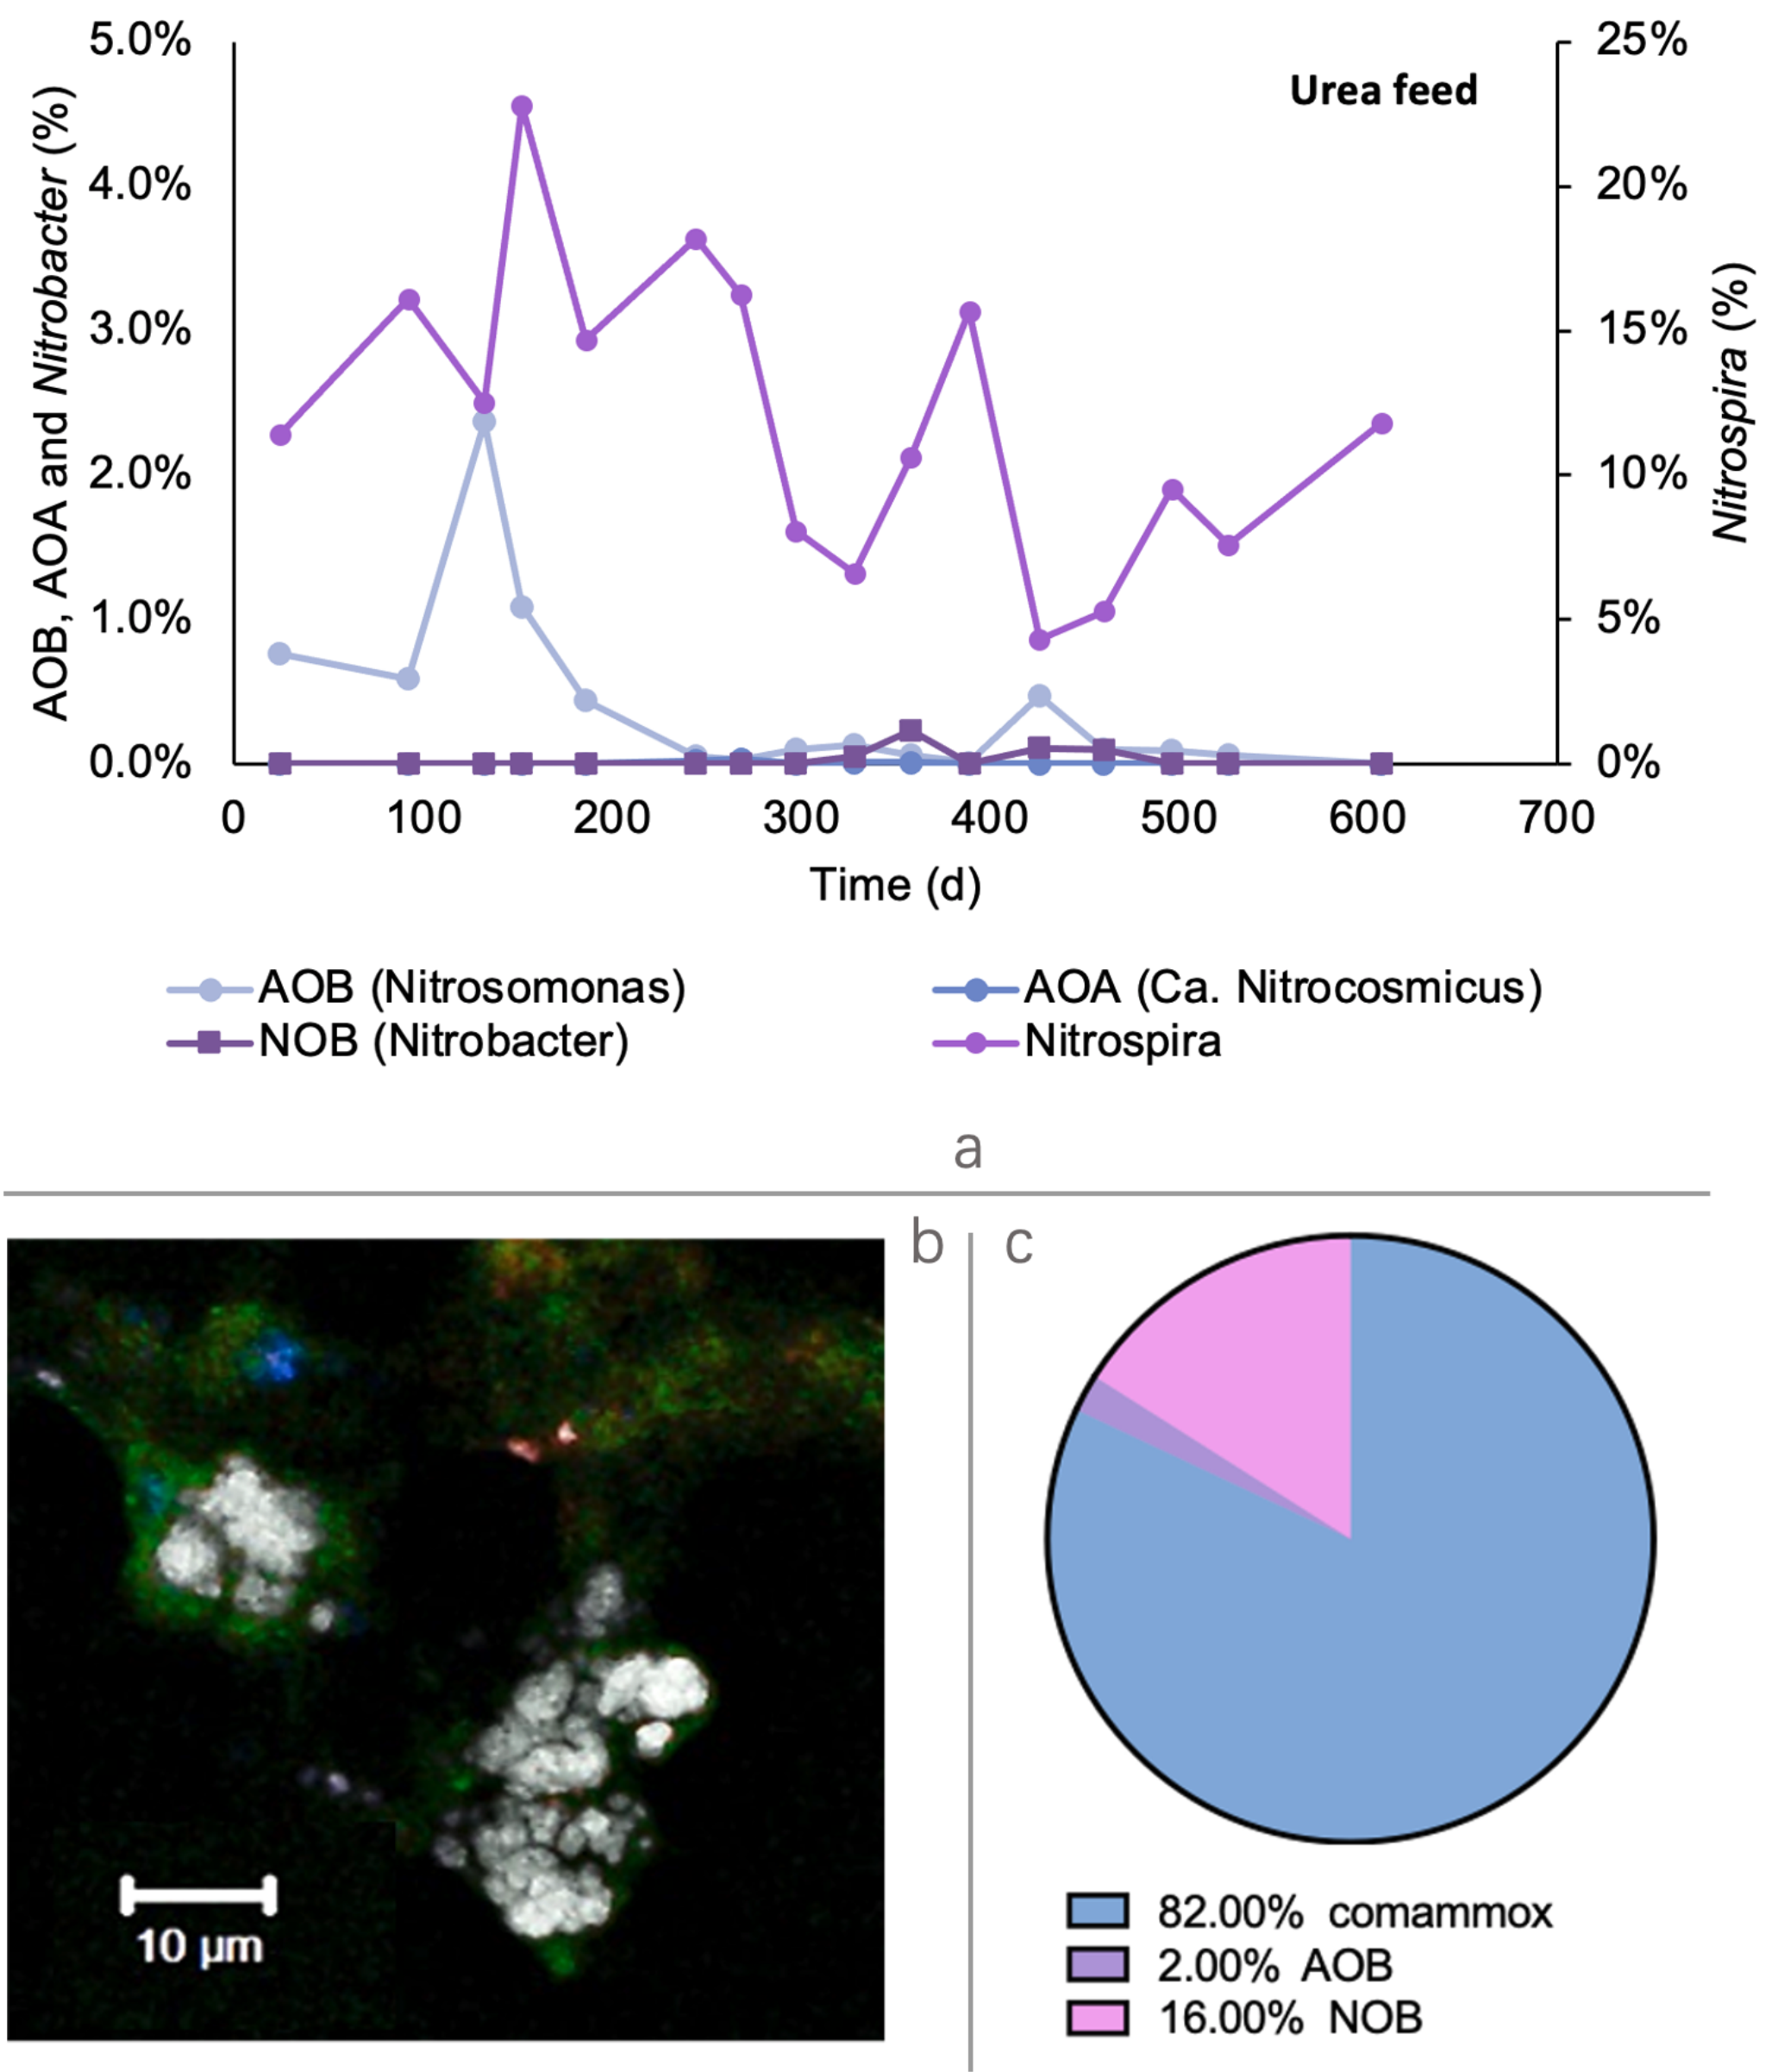 5.0%
25%
Urea feed
4.0%
20%
3.0%
15%
2.0%
10%
1.0%
5%
0.0%
0%
AOB, AOA and Nitrobacter (%)
Nitrospira (%)
0 100 200 300 400 500 600 700
Time (d)
AOB (Nitrosomonas) AOA (Ca. Nitrocosmicus)
NOB (Nitrobacter) Nitrospira
a
b c
10 µm
82.00% comammox
2.00% AOB
16.00% NOB